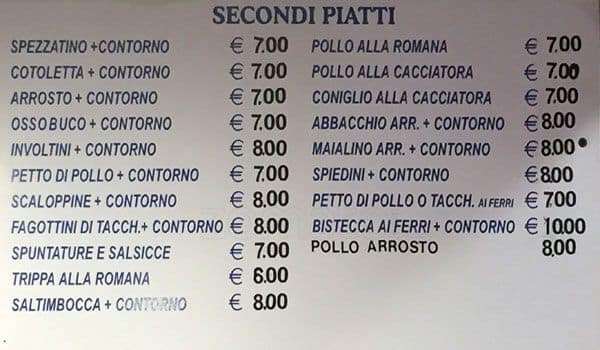 SECONDI PIATTI
SPEZZATINO + CONTORNO € 7.00
COTOLETTA + CONTORNO € 7.00
ARROSTO + CONTORNO € 7.00
OSSOBUCO + CONTORNO € 7.00
INVOLTINI + CONTORNO € 8.00
PETTO DI POLLO + CONTORNO € 7.00
SCALOPPINE + CONTORNO € 8.00
FAGOTTINI DI TACCH.+ CONTORNO € 8.00
SPUNTATURE E SALSICCE € 7.00
TRIPPA ALLA ROMANA € 6.00
SALTIMBOCCA + CONTORNO € 8.00
POLLO ALLA ROMANA € 7.00
POLLO ALLA CACCIATORA € 7.00
CONIGLIO ALLA CACCIATORA € 7.00
ABBACCHIO ARR. + CONTORNO € 8.00
MAIALINO ARR. + CONTORNO € 8.00
SPIEDINI + CONTORNO € 8.00
PETTO DI POLLO O TACCH. AI FERRI € 7.00
BISTECCA AI FERRI + CONTORNO € 10.00
POLLO ARROSTO 8.00